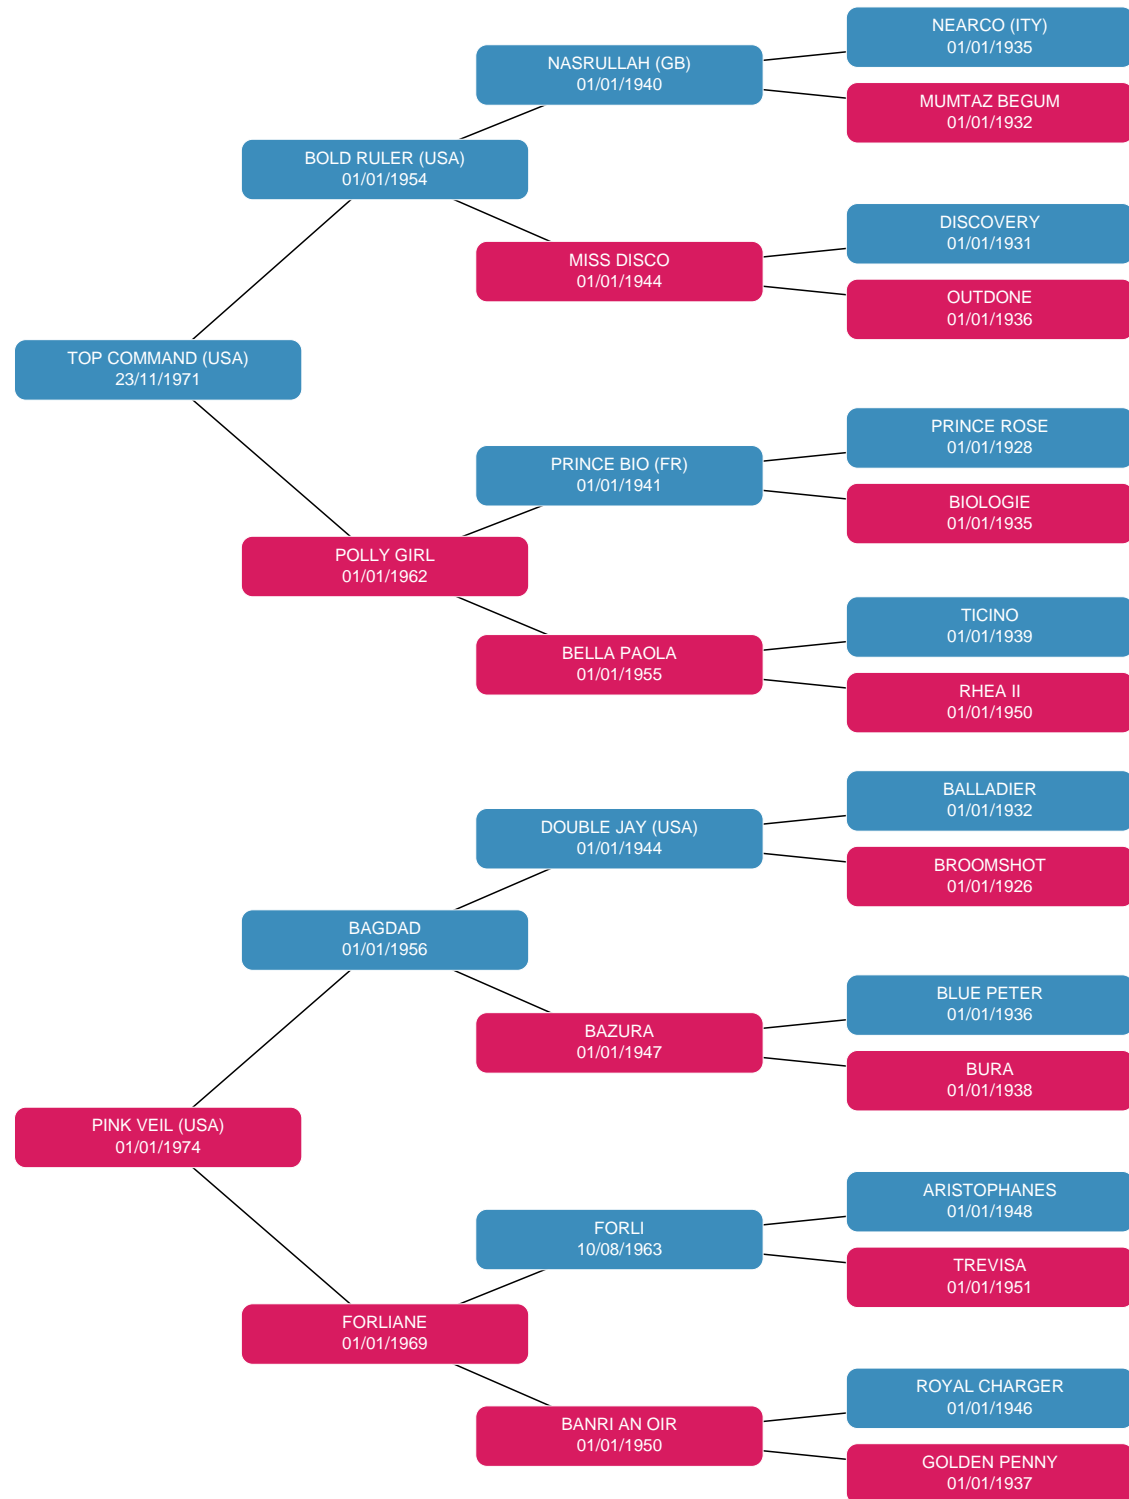 NEARCO (ITY)
01/01/1935
NASRULLAH (GB)
01/01/1940
MUMTAZ BEGUM
01/01/1932
BOLD RULER (USA)
01/01/1954
DISCOVERY
01/01/1931
MISS DISCO
01/01/1944
OUTDONE
01/01/1936
TOP COMMAND (USA)
23/11/1971
PRINCE ROSE
01/01/1928
PRINCE BIO (FR)
01/01/1941
BIOLOGIE
01/01/1935
POLLY GIRL
01/01/1962
TICINO
01/01/1939
BELLA PAOLA
01/01/1955
RHEA II
01/01/1950
BALLADIER
01/01/1932
DOUBLE JAY (USA)
01/01/1944
BROOMSHOT
01/01/1926
BAGDAD
01/01/1956
BLUE PETER
01/01/1936
BAZURA
01/01/1947
BURA
01/01/1938
PINK VEIL (USA)
01/01/1974
ARISTOPHANES
01/01/1948
FORLI
10/08/1963
TREVISA
01/01/1951
FORLIANE
01/01/1969
ROYAL CHARGER
01/01/1946
BANRI AN OIR
01/01/1950
GOLDEN PENNY
01/01/1937